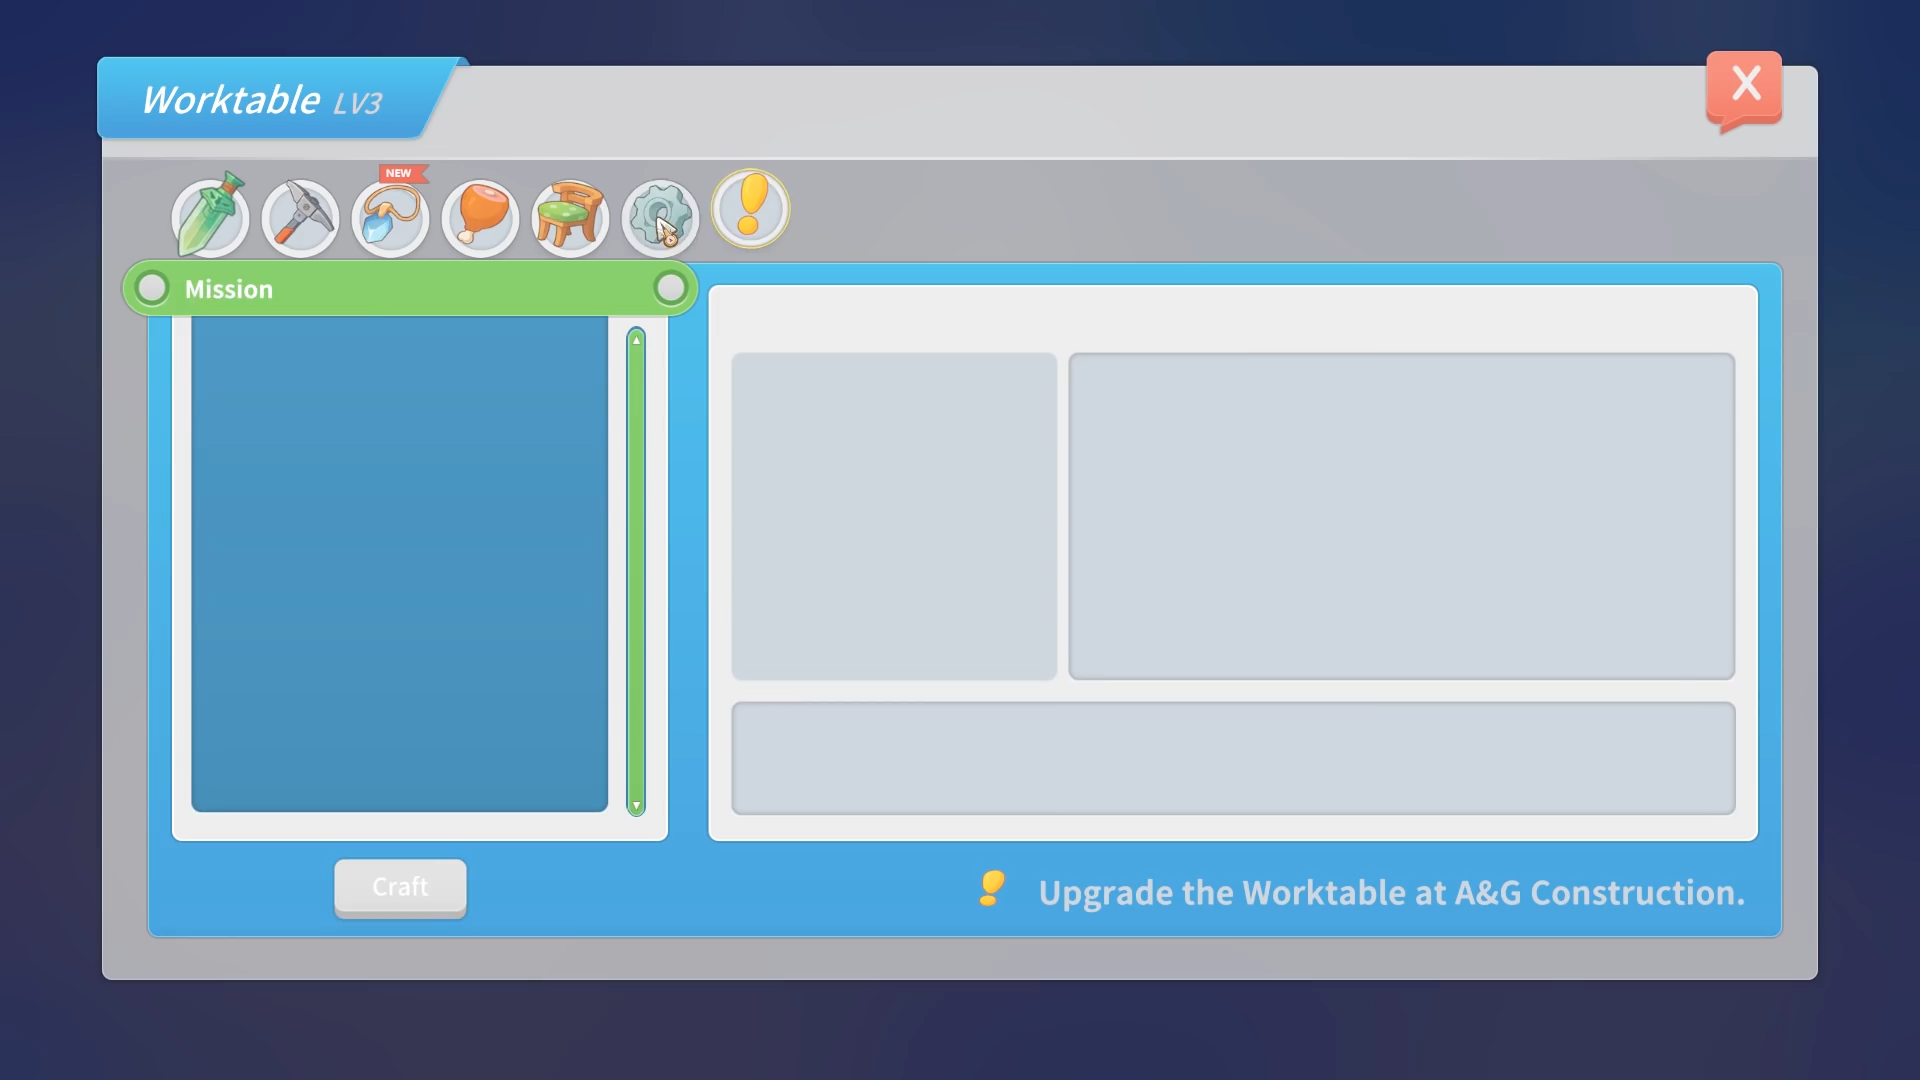 Worktable LV3
X
NEW
Mission
Craft
Upgrade the Worktable at A&G Construction.